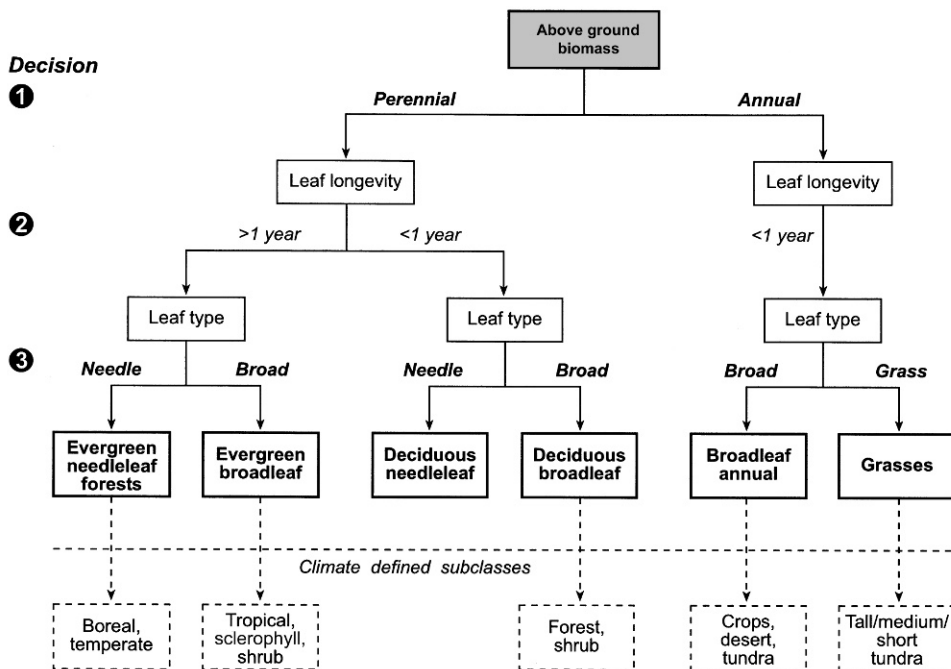 Above ground
biomass
Decision
1
Perennial
Annual
Leaf longevity
Leaf longevity
2
>1 year
<1 year
<1 year
Leaf type
Leaf type
Leaf type
3
Needle
Broad
Needle
Broad
Broad
Grass
Evergreen
needleleaf
forests
Evergreen
broadleaf
Deciduous
needleleaf
Deciduous
broadleaf
Broadleaf
annual
Grasses
Climate defined subclasses
Boreal,
temperate
Tropical,
sclerophyll,
shrub
Forest,
shrub
Crops,
desert,
tundra
Tall/medium/
short
tundra